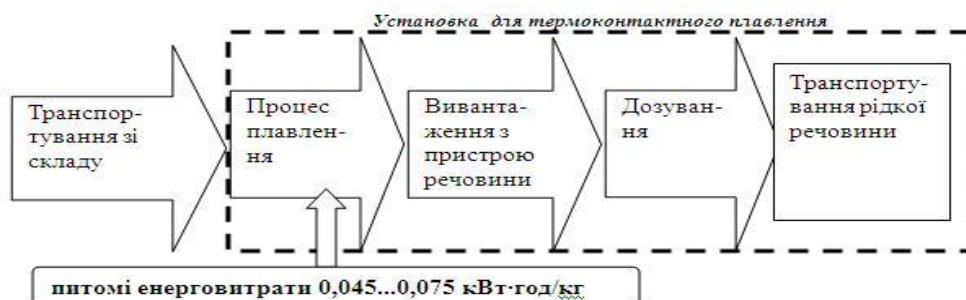 Установка для термоконтактного плавлення
Транспор-
тування зі
складу
Процес
плавлен-
ня
Виванта-
ження з
пристрою
речовини
Дозуван-
ня
Транспорту-
вання рідкої
речовини
питомі енерговитрати 0,045...0,075 кВт·год/кг